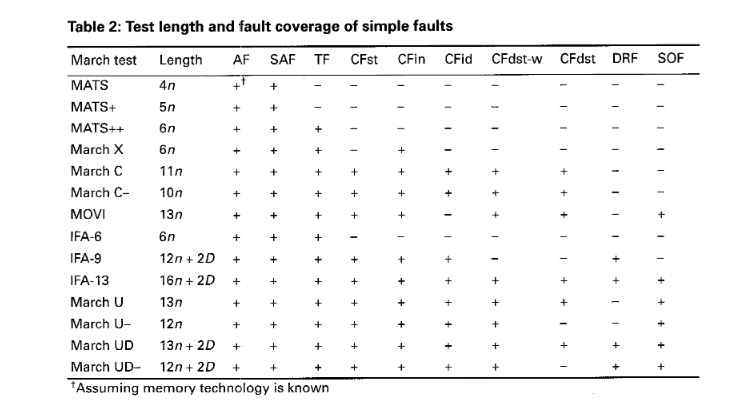 Table 2: Test length and fault coverage of simple faults
March test Length AF SAF TF CFst CFin CFid CFdst-w CFdst DRF SOF
MATS 4n +† + – – – – – – – –
MATS+ 5n + + – – – – – – – –
MATS++ 6n + + + – – – – – – –
March X 6n + + + – + – – – – –
March C 11n + + + + + + + + – –
March C– 10n + + + + + + + + – –
MOVI 13n + + + + + – + + – +
IFA-6 6n + + + – – – – – – –
IFA-9 12n + 2D + + + + + + – – + –
IFA-13 16n + 2D + + + + + + + + + +
March U 13n + + + + + + + + – +
March U– 12n + + + + + + + – – +
March UD 13n + 2D + + + + + + + + + +
March UD– 12n + 2D + + + + + + + – + +
†Assuming memory technology is known